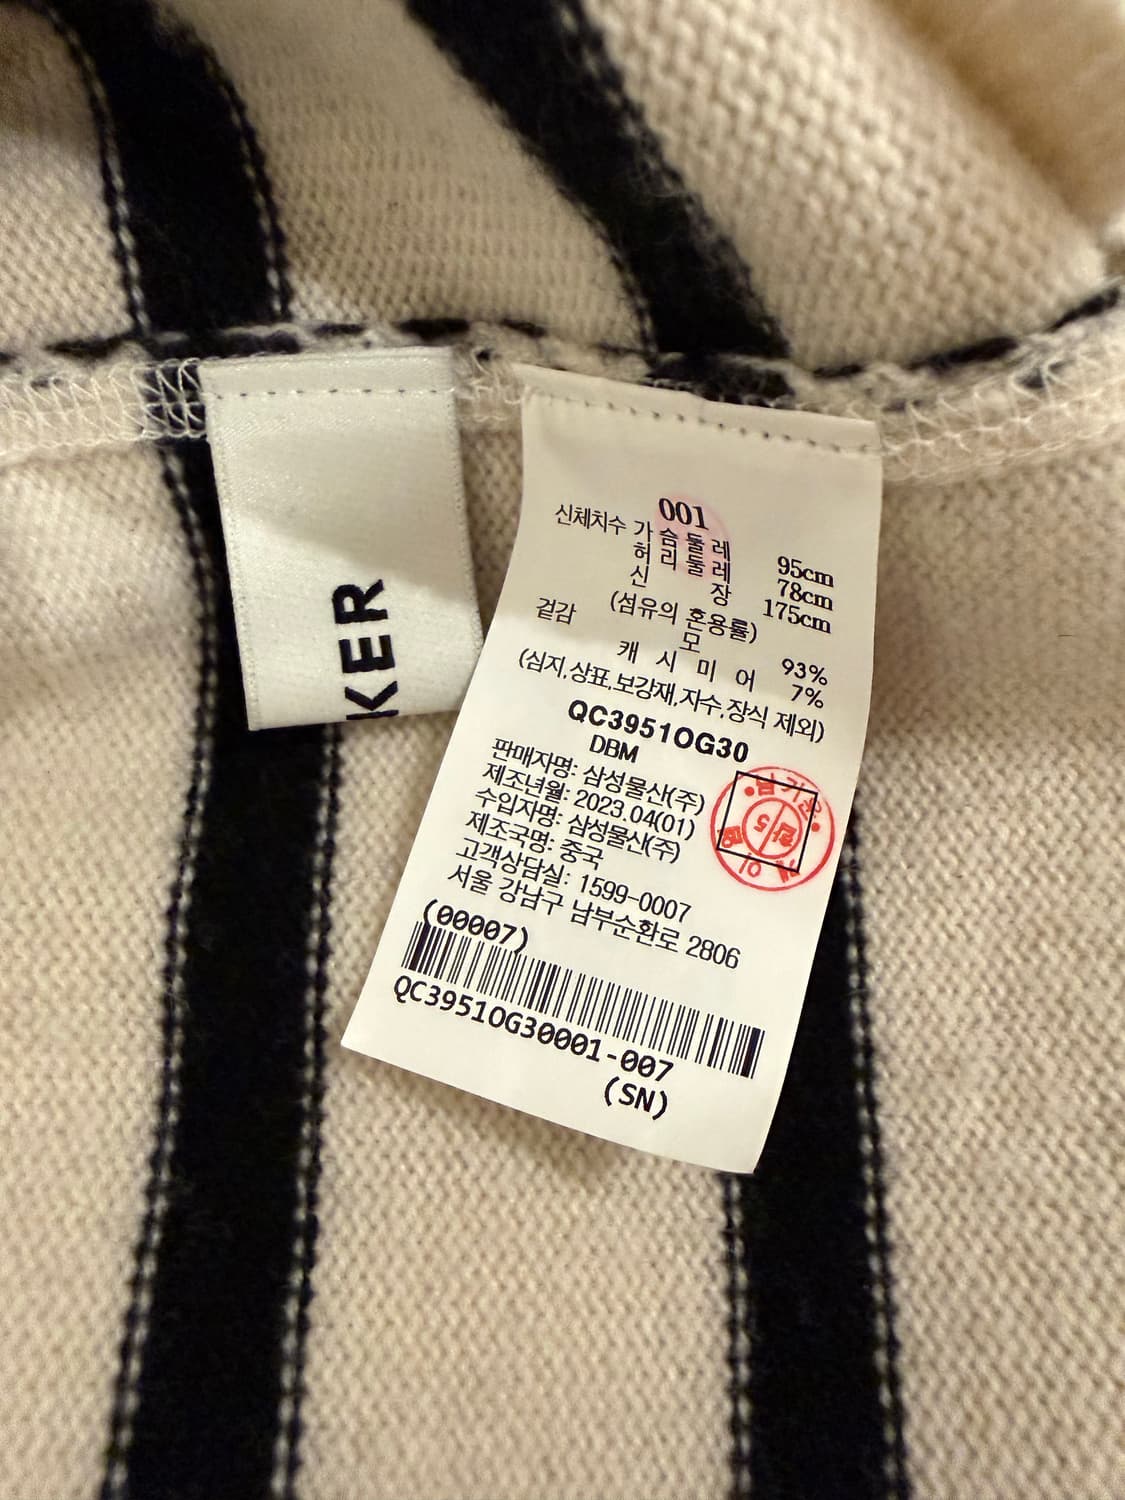 KER
001
신체치수 가슴둘레 95cm
허리둘레 78cm
신 장 175cm
(섬유의 혼용률)
겉감 모 93%
캐시미어 7%
(심지,상표,보강재,자수,장식 제외)
QC3951OG30
DBM
판매자명: 삼성물산(주)
제조년월: 2023.04(01)
수입자명: 삼성물산(주)
제조국명: 중국
고객상담실: 1599-0007
서울 강남구 남부순환로 2806
(00007)
QC3951OG30001-007
(SN)